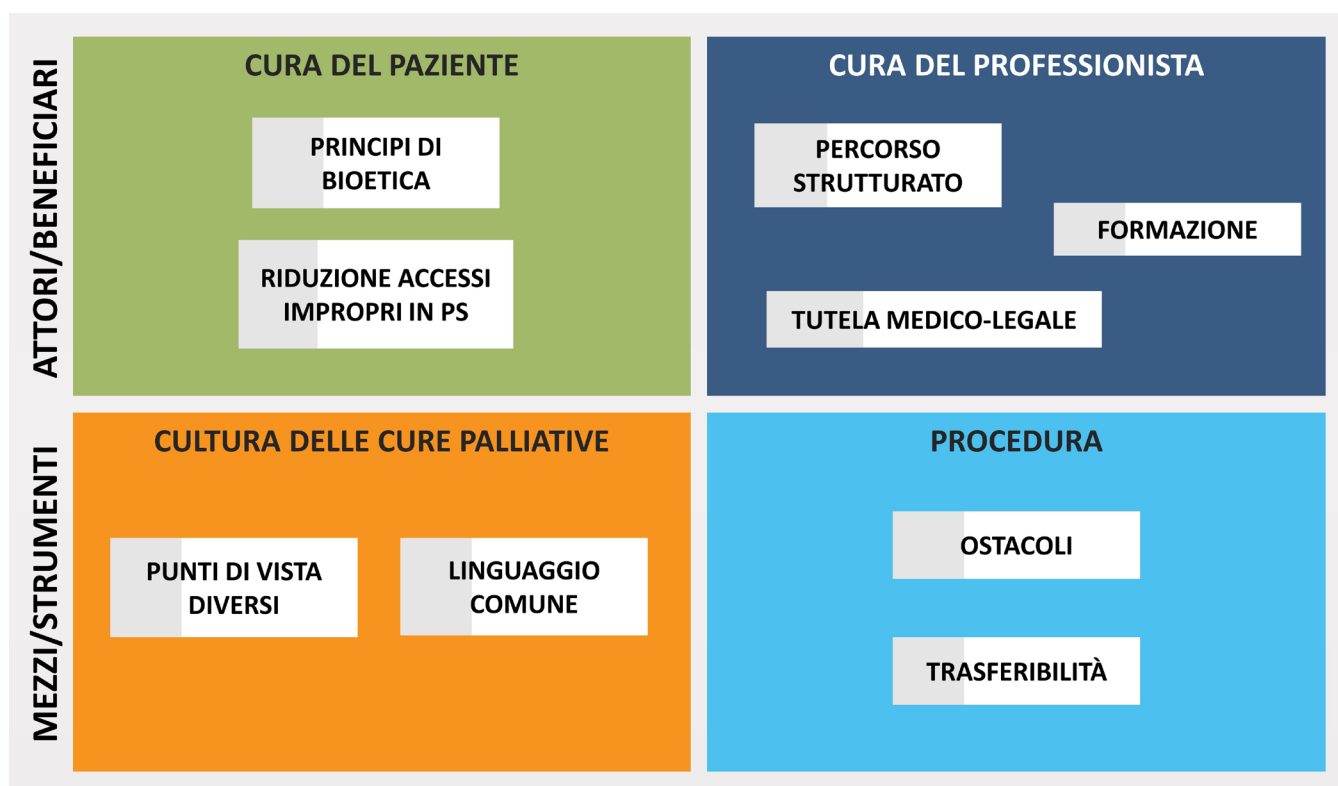 ATTORI/BENEFICIARI
CURA DEL PAZIENTE
PRINCIPI DI
BIOETICA
RIDUZIONE ACCESSI
IMPROPRI IN PS
CURA DEL PROFESSIONISTA
PERCORSO
STRUTTURATO
FORMAZIONE
TUTELA MEDICO-LEGALE
MEZZI/STRUMENTI
CULTURA DELLE CURE PALLIATIVE
PUNTI DI VISTA
DIVERSI
LINGUAGGIO
COMUNE
PROCEDURA
OSTACOLI
TRASFERIBILITÀ